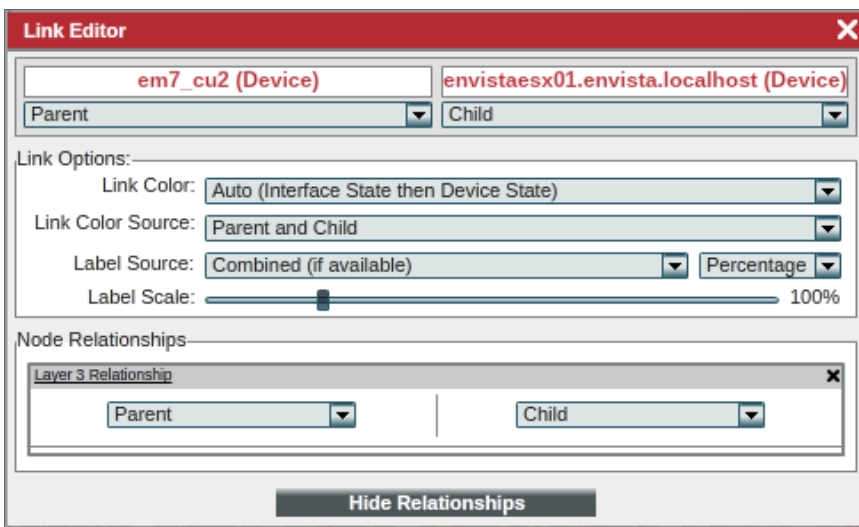 Link Editor
em7_cu2 (Device) envistaesx01.envista.localhost (Device)
Parent Child
Link Options:
Link Color: Auto (Interface State then Device State)
Link Color Source: Parent and Child
Label Source: Combined (if available) Percentage
Label Scale: 100%
Node Relationships
Layer 3 Relationship
Parent Child
Hide Relationships